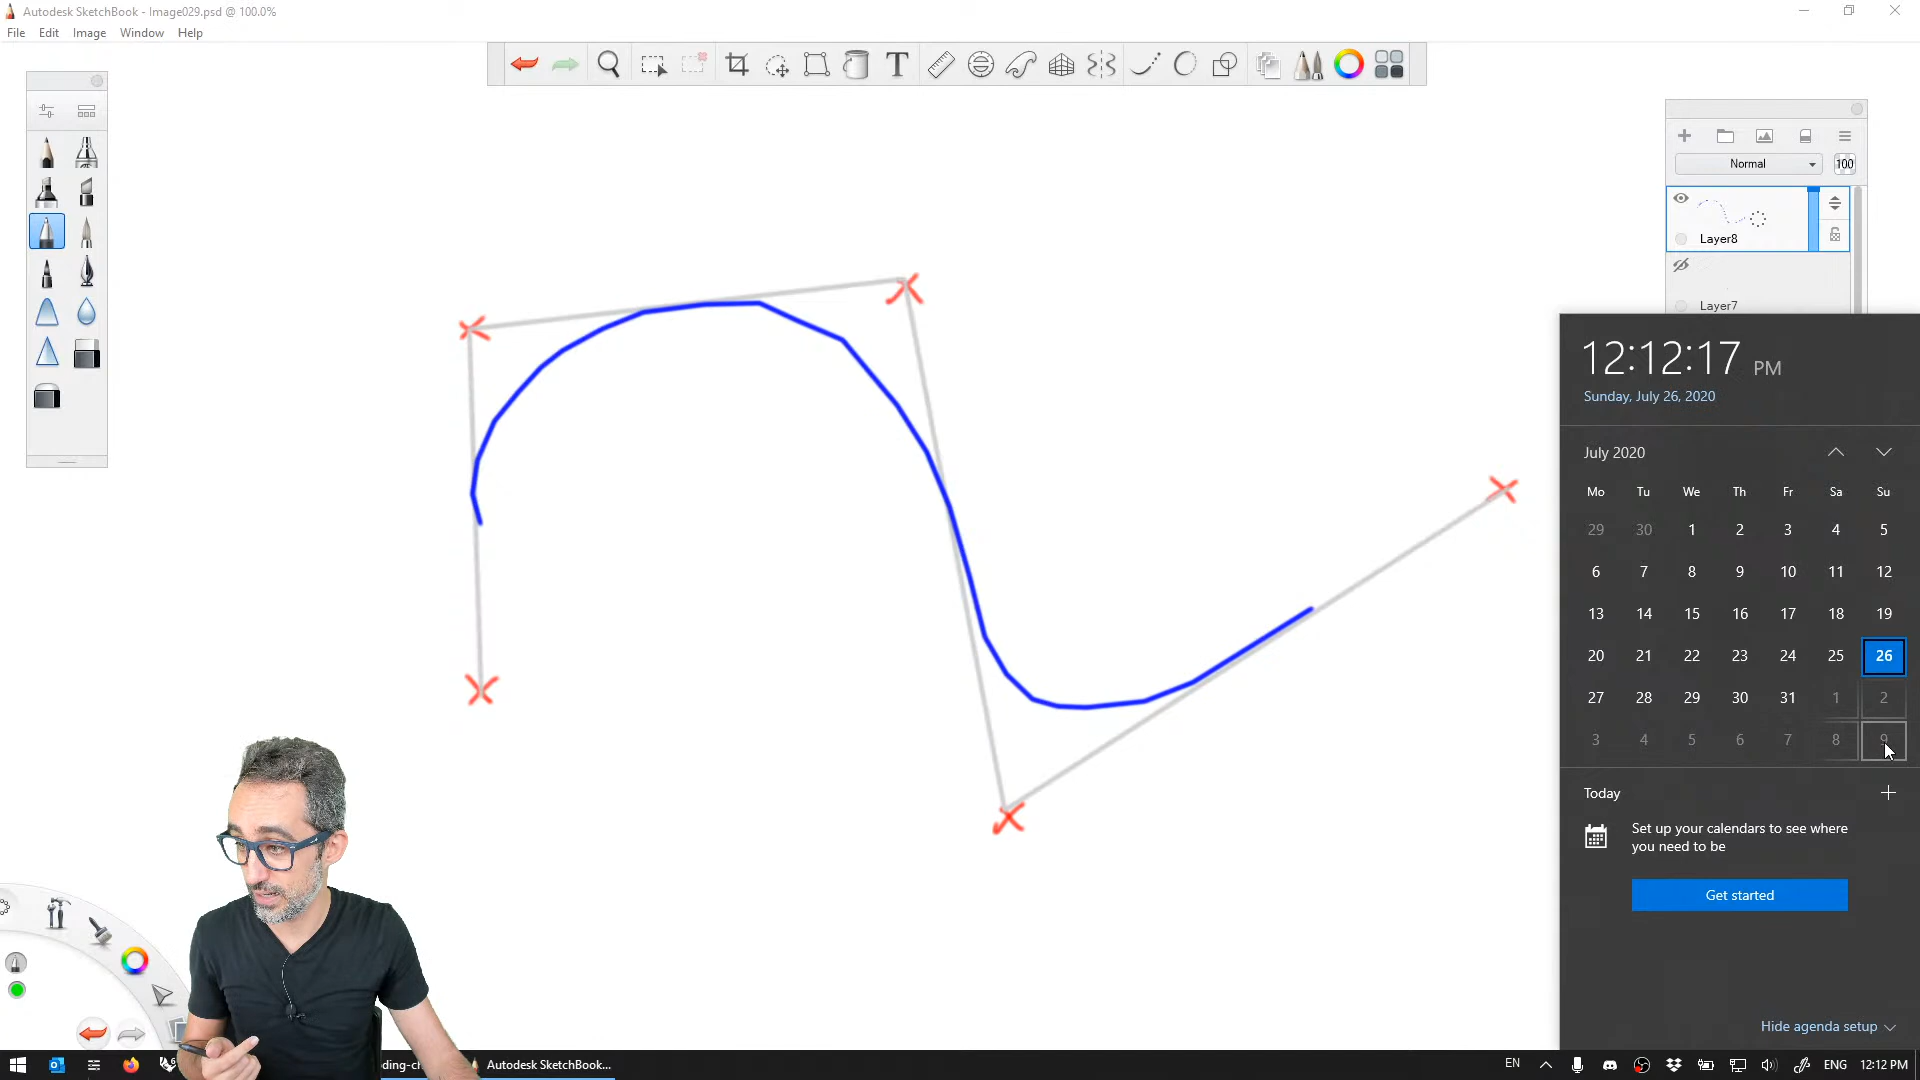 Autodesk SketchBook - Image029.psd @ 100.0%
File Edit Image Window Help
T
Normal 100
Layer8
Layer7
12:12:17 PM
Sunday, July 26, 2020
July 2020
Mo Tu We Th Fr Sa Su
29 30 1 2 3 4 5
6 7 8 9 10 11 12
13 14 15 16 17 18 19
20 21 22 23 24 25 26
27 28 29 30 31 1 2
3 4 5 6 7 8 9
Today
Set up your calendars to see where
you need to be
Get started
Hide agenda setup
Autodesk SketchBook... EN ENG 12:12 PM